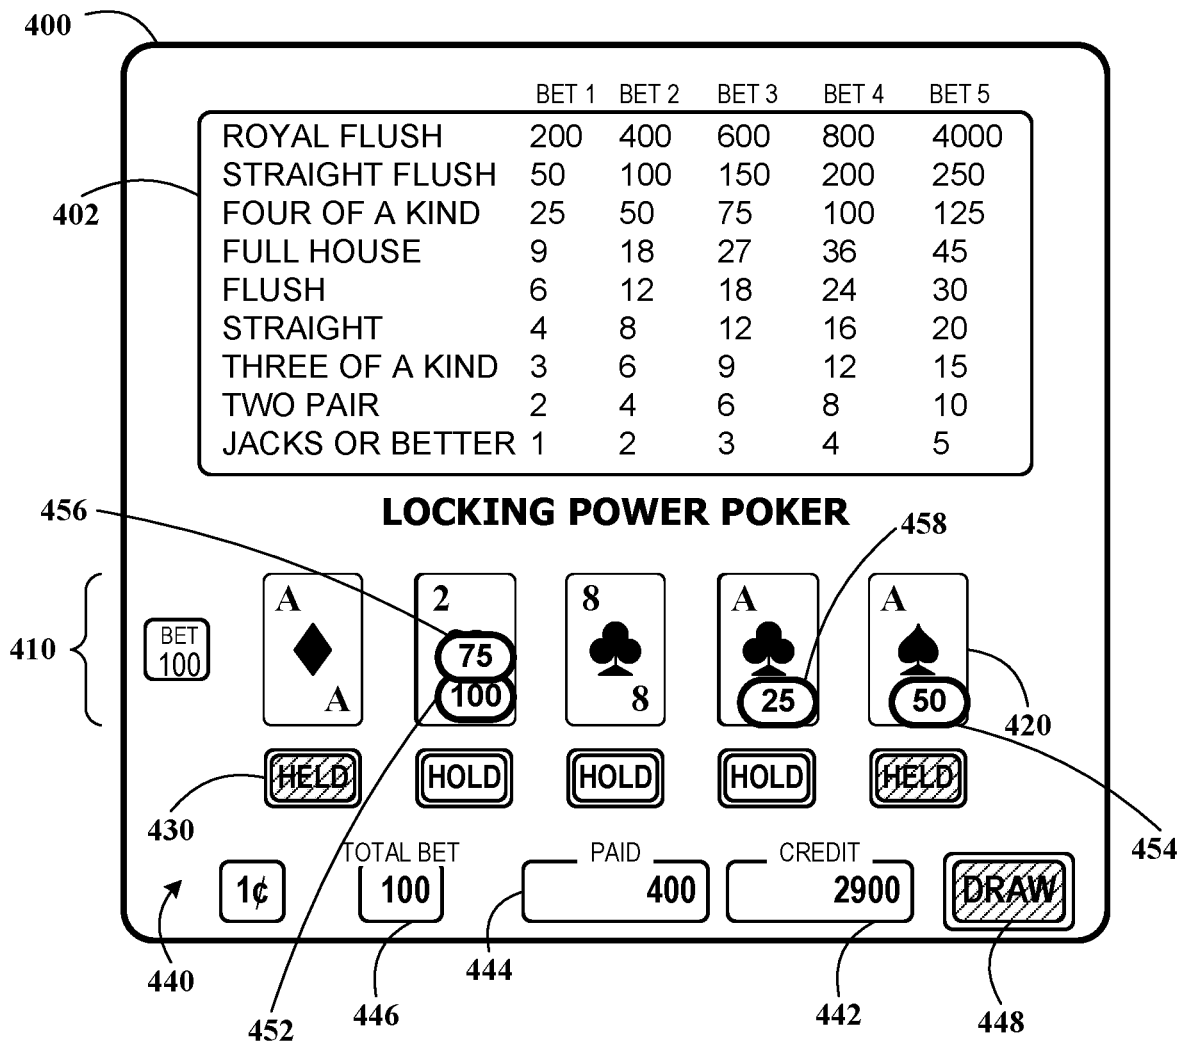 400
BET 1 BET 2 BET 3 BET 4 BET 5
ROYAL FLUSH 200 400 600 800 4000
STRAIGHT FLUSH 50 100 150 200 250
402
FOUR OF A KIND 25 50 75 100 125
FULL HOUSE 9 18 27 36 45
FLUSH 6 12 18 24 30
STRAIGHT 4 8 12 16 20
THREE OF A KIND 3 6 9 12 15
TWO PAIR 2 4 6 8 10
JACKS OR BETTER 1 2 3 4 5
456
LOCKING POWER POKER
458
A 2 8 A A
410
BET
100
75
100
25
50
A
8
420
HELD HOLD HOLD HOLD HELD
430
454
TOTAL BET PAID CREDIT
1¢ 100 400 2900 DRAW
440
444
452
446
442
448